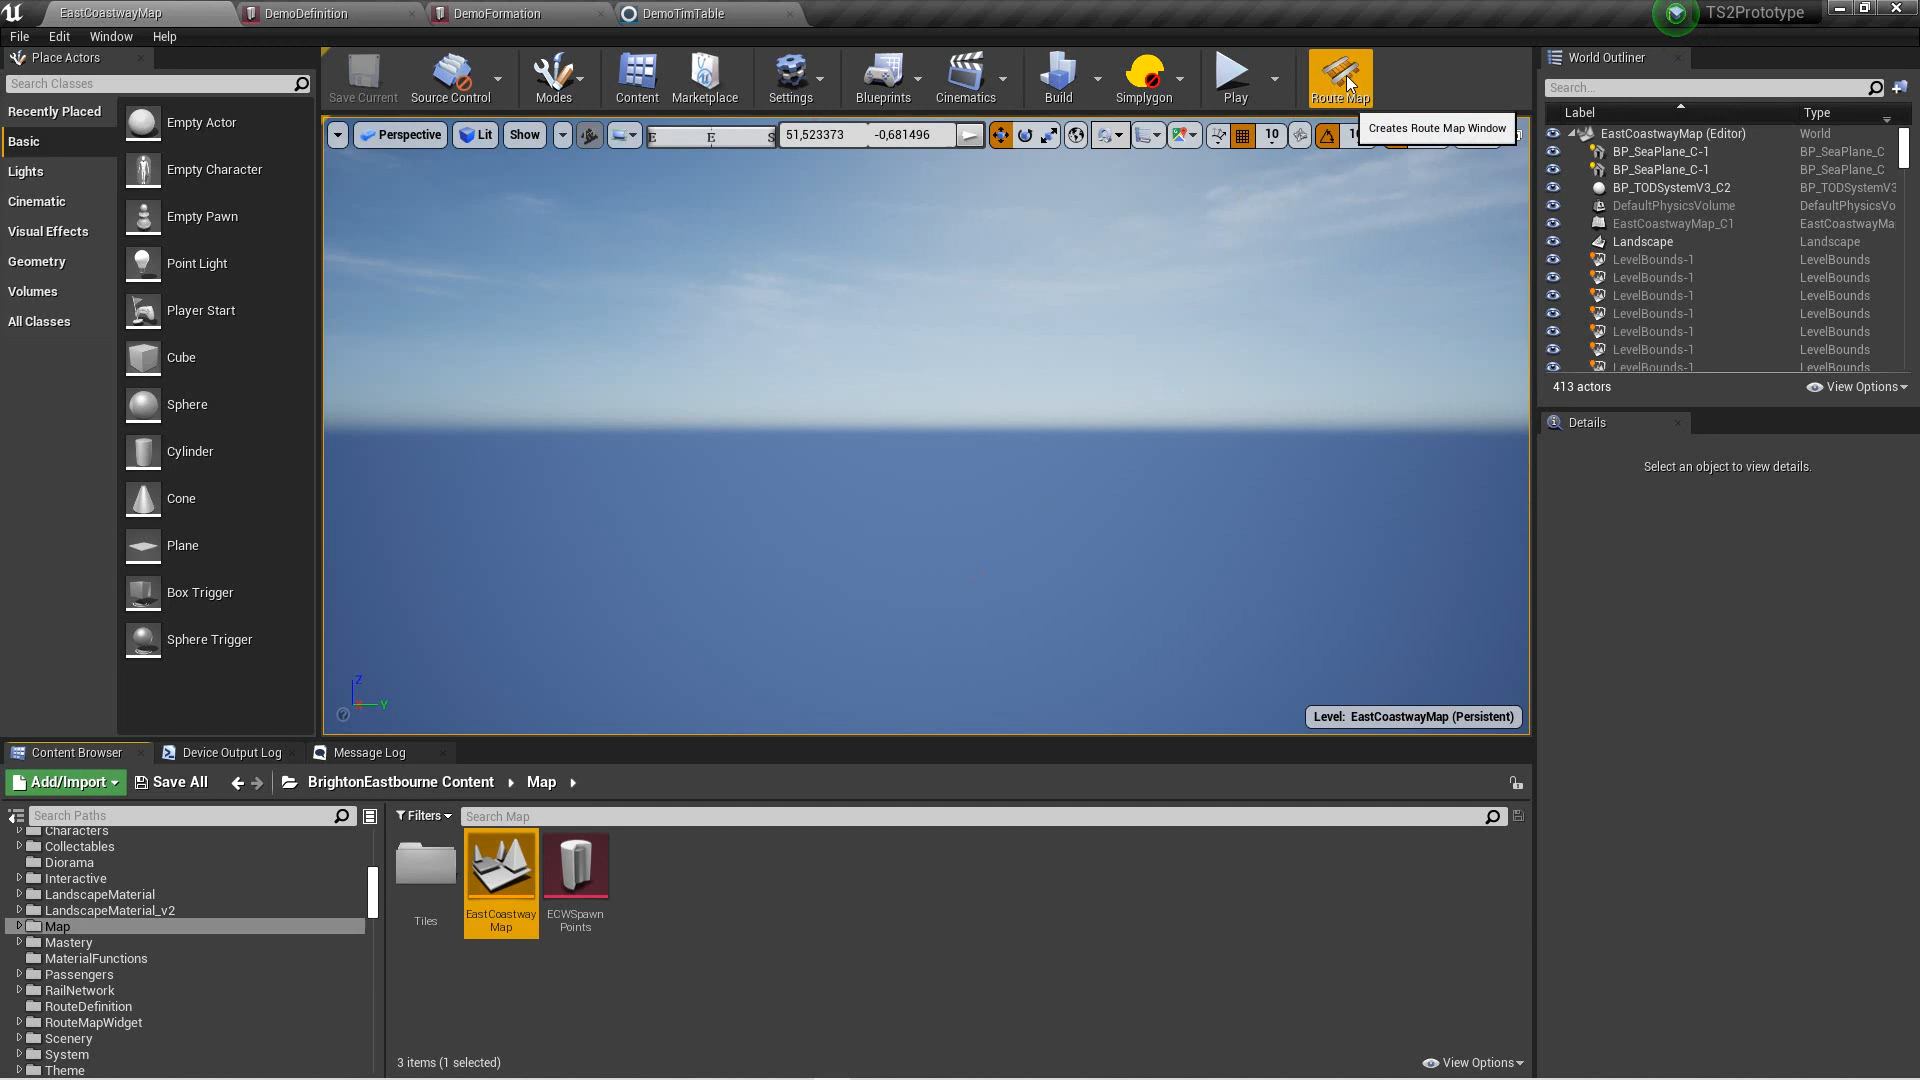 EastCoastwayMap
DemoDefinition
DemoFormation
DemoTimTable
TS2Prototype
File
Edit
Window
Help
Place Actors
Search Classes
Recently Placed
Basic
Lights
Cinematic
Visual Effects
Geometry
Volumes
All Classes
Empty Actor
Empty Character
Empty Pawn
Point Light
Player Start
Cube
Sphere
Cylinder
Cone
Plane
Box Trigger
Sphere Trigger
Save Current
Source Control
Modes
Content
Marketplace
Settings
Blueprints
Cinematics
Build
Simplygon
Play
Route Map
Creates Route Map Window
Perspective
Lit
Show
E
E
S
51,523373
-0,681496
10
Z
Y
Level: EastCoastwayMap (Persistent)
World Outliner
Search...
Label
Type
EastCoastwayMap (Editor)
World
BP_SeaPlane_C-1
BP_SeaPlane_C
BP_SeaPlane_C-1
BP_SeaPlane_C
BP_TODSystemV3_C2
BP_TODSystemV3
DefaultPhysicsVolume
DefaultPhysicsVo
EastCoastwayMap_C1
EastCoastwayMa
Landscape
Landscape
LevelBounds-1
LevelBounds
LevelBounds-1
LevelBounds
LevelBounds-1
LevelBounds
LevelBounds-1
LevelBounds
LevelBounds-1
LevelBounds
LevelBounds-1
LevelBounds
LevelBounds-1
LevelBounds
413 actors
View Options
Details
Select an object to view details.
Content Browser
Device Output Log
Message Log
Add/Import
Save All
BrightonEastbourne Content
Map
Search Paths
Filters
Search Map
Characters
Collectables
Diorama
Interactive
LandscapeMaterial
LandscapeMaterial_v2
Map
Mastery
MaterialFunctions
Passengers
RailNetwork
RouteDefinition
RouteMapWidget
Scenery
System
Theme
Tiles
EastCoastway
Map
ECWSpawn
Points
3 items (1 selected)
View Options